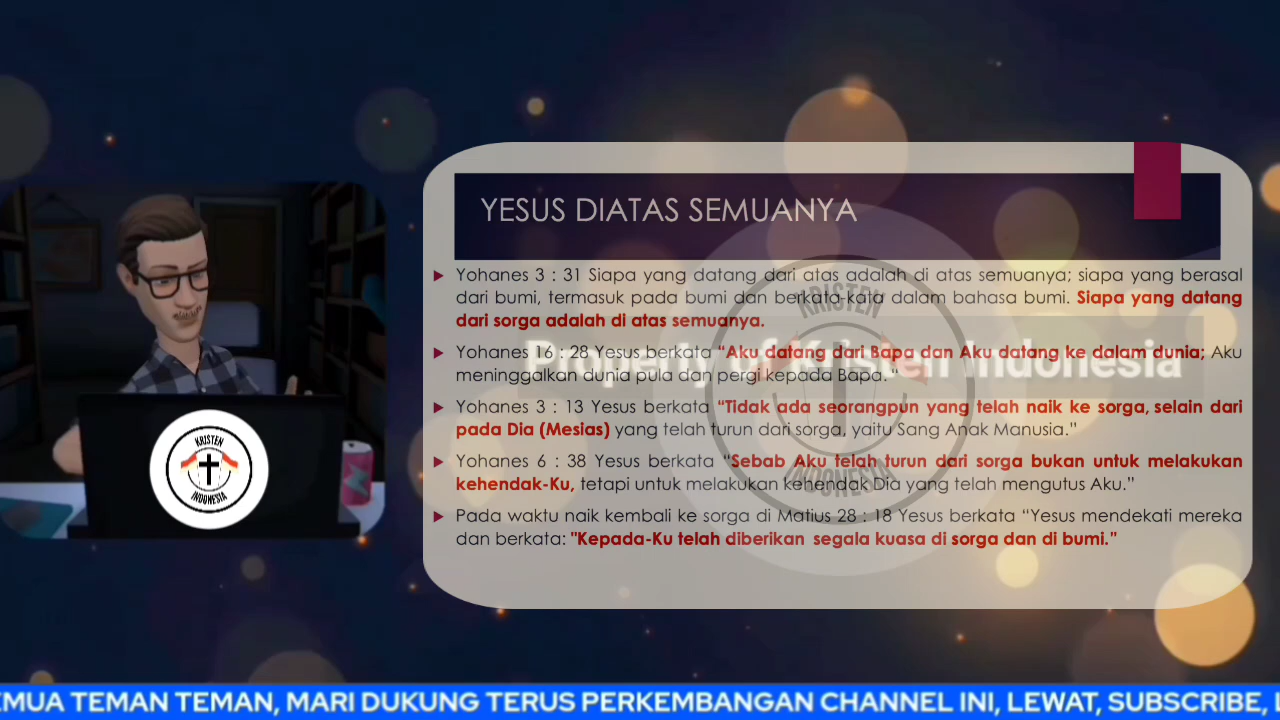 YESUS DIATAS SEMUANYA
Yohanes 3 : 31 Siapa yang datang dari atas adalah di atas semuanya; siapa yang berasal
dari bumi, termasuk pada bumi dan berkata-kata dalam bahasa bumi. Siapa yang datang
dari sorga adalah di atas semuanya.
Yohanes 16 : 28 Yesus berkata “Aku datang dari Bapa dan Aku datang ke dalam dunia; Aku
meninggalkan dunia pula dan pergi kepada Bapa.”
Property of Kristen Indonesia
Yohanes 3 : 13 Yesus berkata “Tidak ada seorangpun yang telah naik ke sorga, selain dari
pada Dia (Mesias) yang telah turun dari sorga, yaitu Sang Anak Manusia.”
Yohanes 6 : 38 Yesus berkata “Sebab Aku telah turun dari sorga bukan untuk melakukan
kehendak-Ku, tetapi untuk melakukan kehendak Dia yang telah mengutus Aku.”
Pada waktu naik kembali ke sorga di Matius 28 : 18 Yesus berkata “Yesus mendekati mereka
dan berkata: "Kepada-Ku telah diberikan segala kuasa di sorga dan di bumi.”
KRISTEN
INDONESIA
KRISTEN
INDONESIA
TEMAN TEMAN, MARI DUKUNG TERUS PERKEMBANGAN CHANNEL INI, LEWAT, SUBSCRIBE,